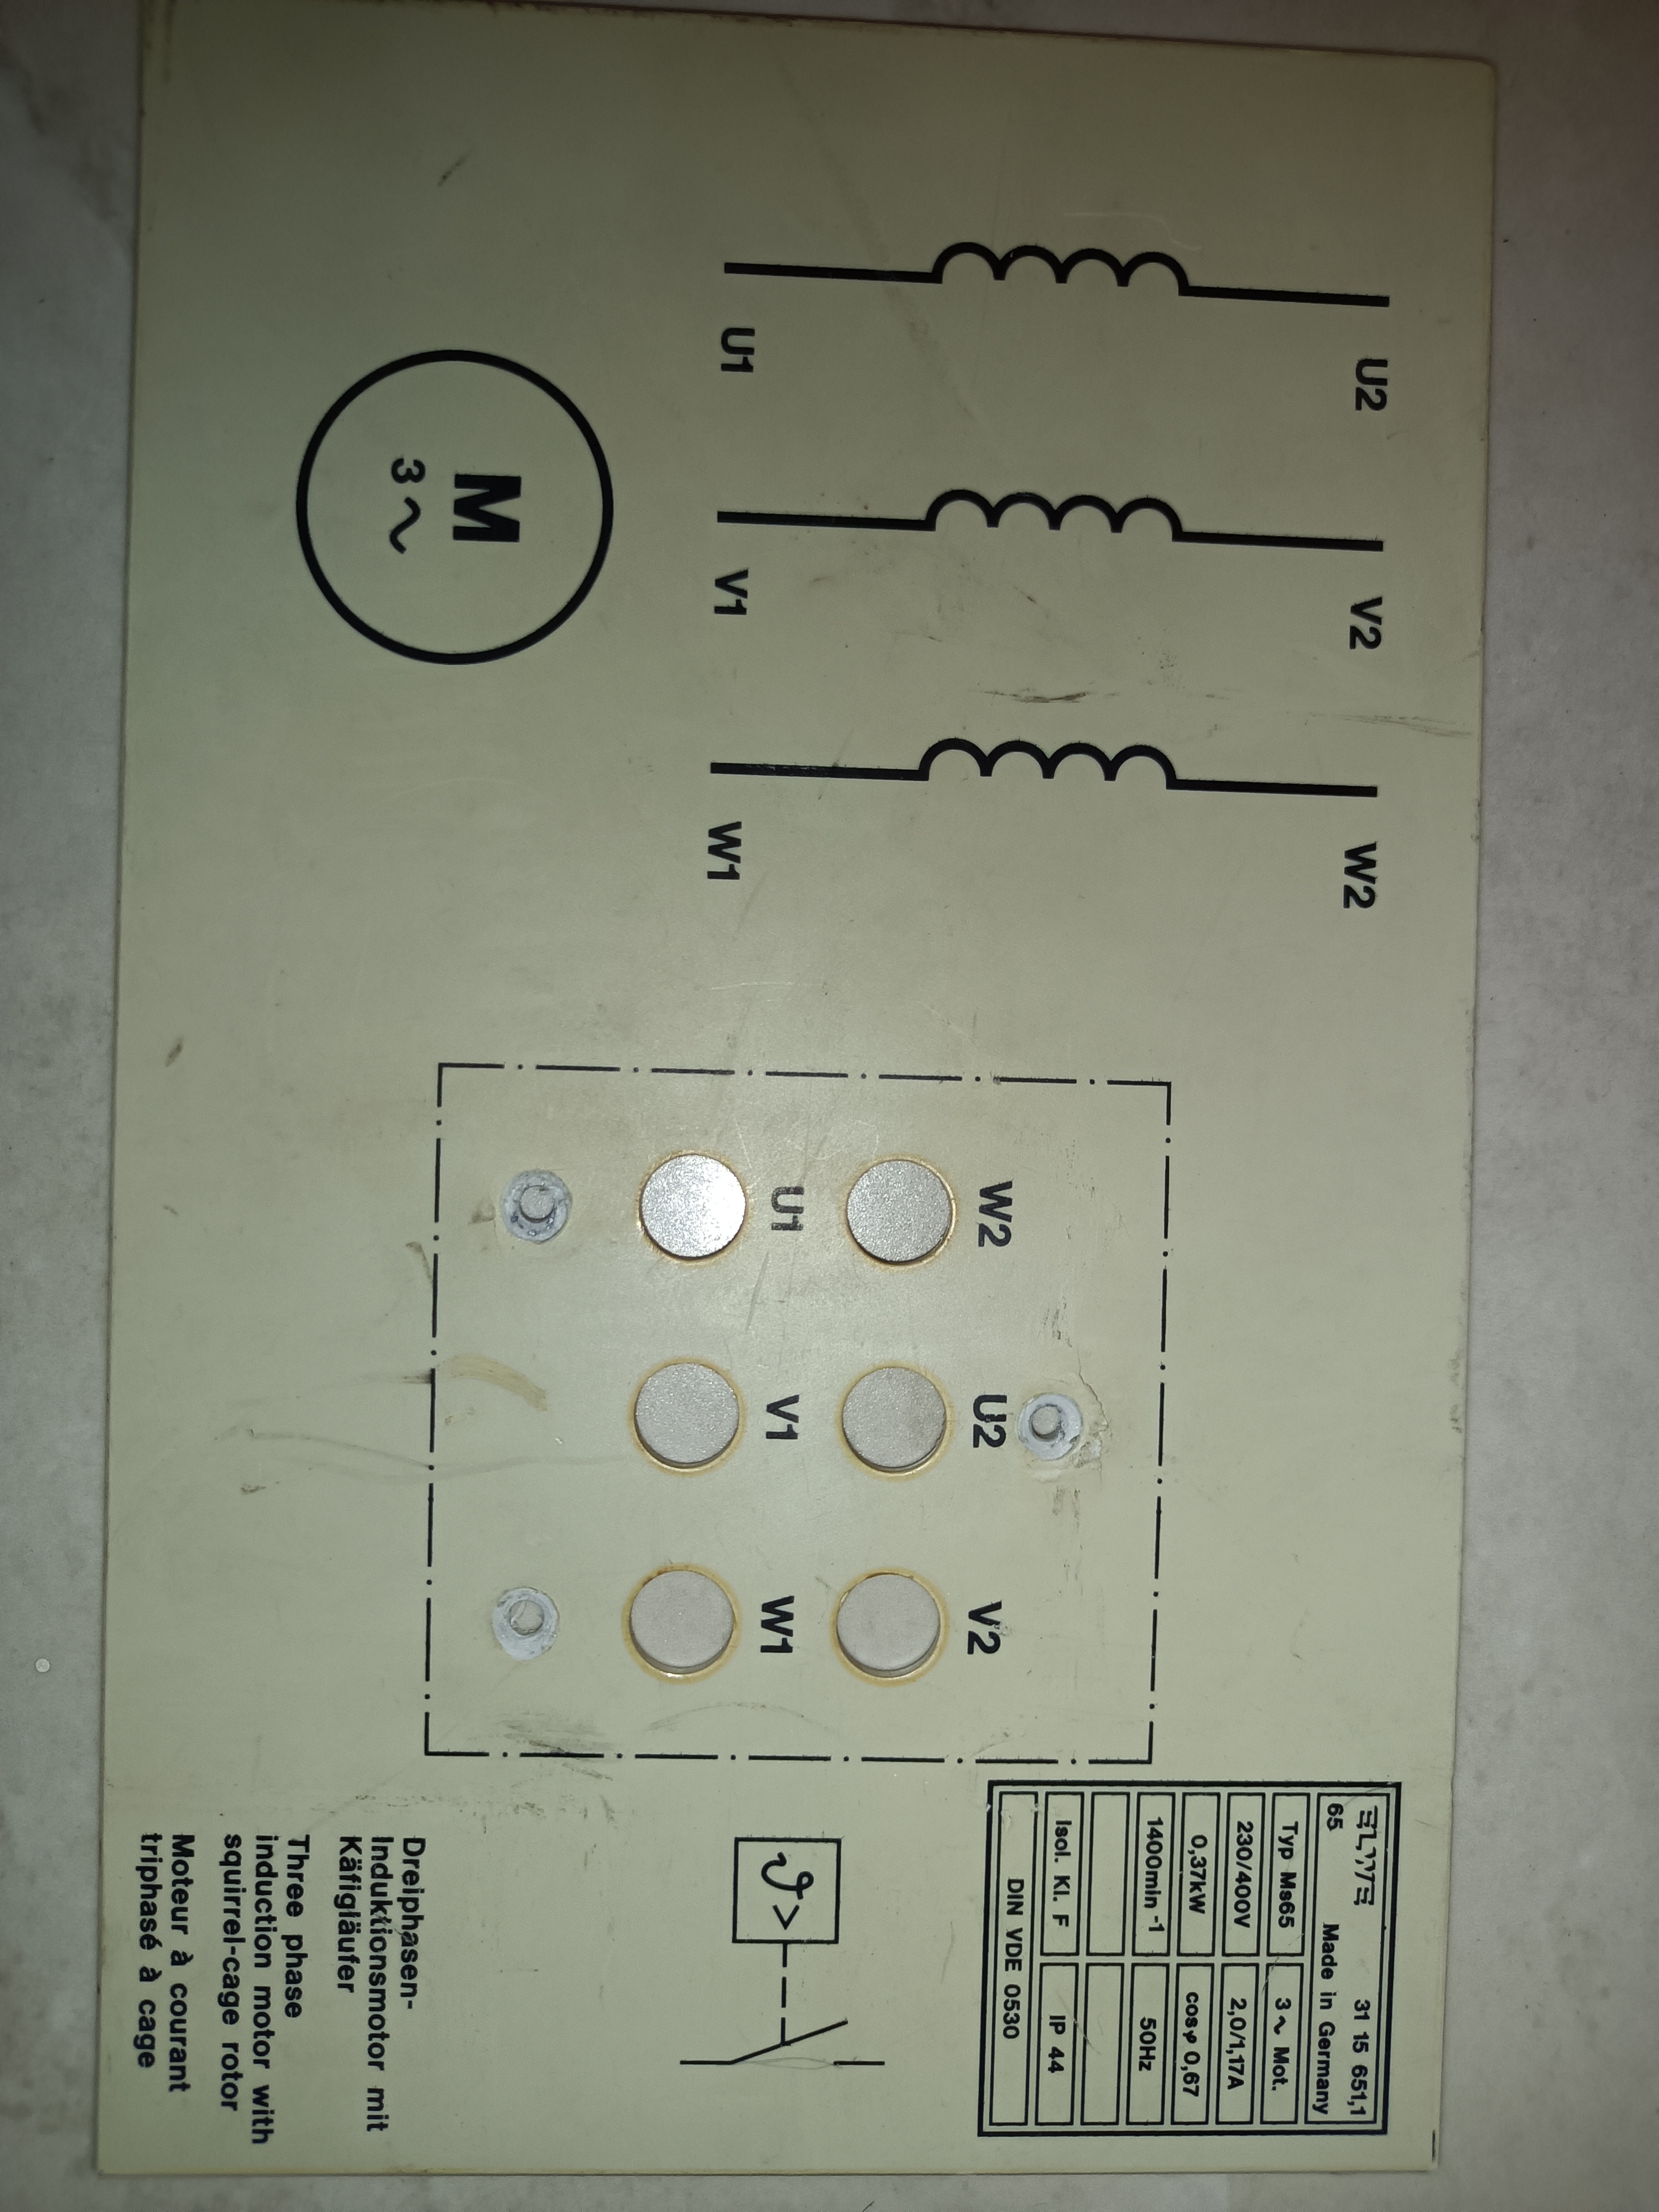 U2
V2
W2
U1
V1
W1
M
3 ~
W2
U2
V2
U1
V1
W1
31 15 651,1
65 Made in Germany
Typ Ms65 3 ~ Mot.
230/400V 2,0/1,17A
0,37kW cosφ 0,67
1400min⁻¹ 50Hz
Isol. Kl. F IP 44
DIN VDE 0530
ϑ >
Dreiphasen-
Induktionsmotor mit
Käfigläufer
Three phase
induction motor with
squirrel-cage rotor
Moteur à courant
triphasé à cage